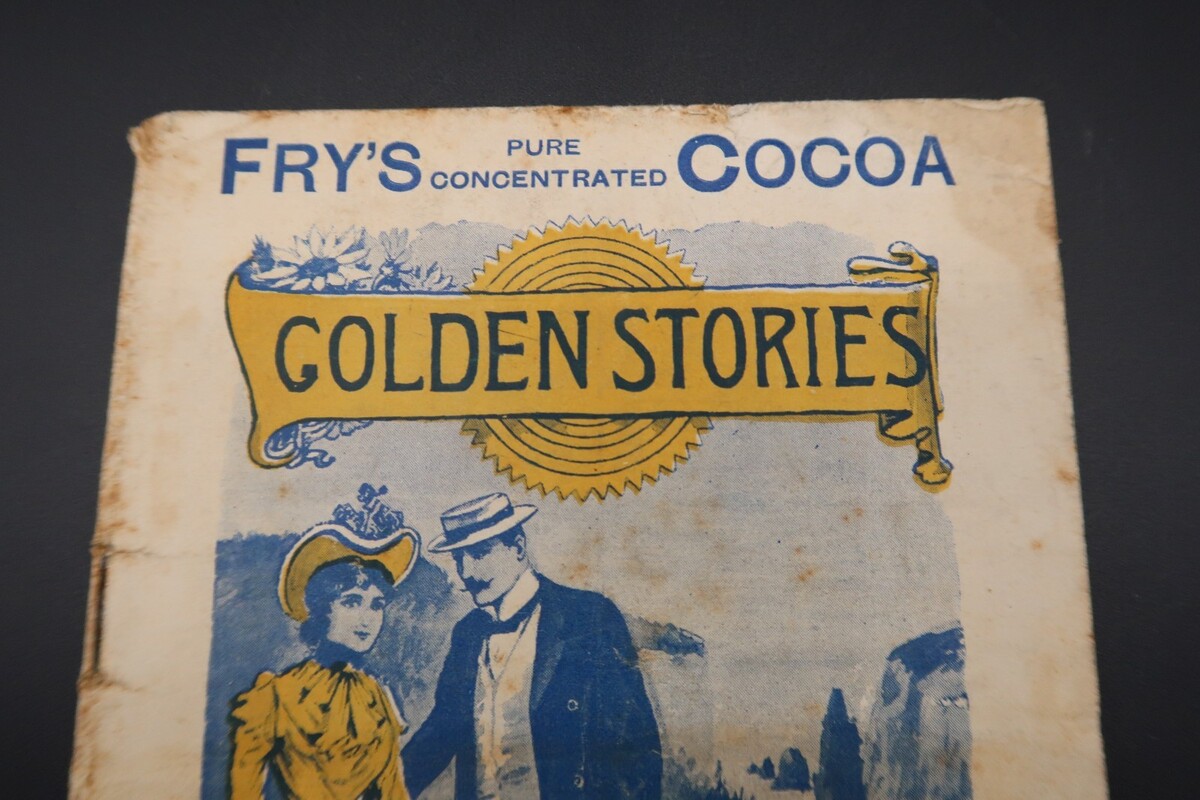 FRY'S PURE CONCENTRATED COCOA
GOLDEN STORIES